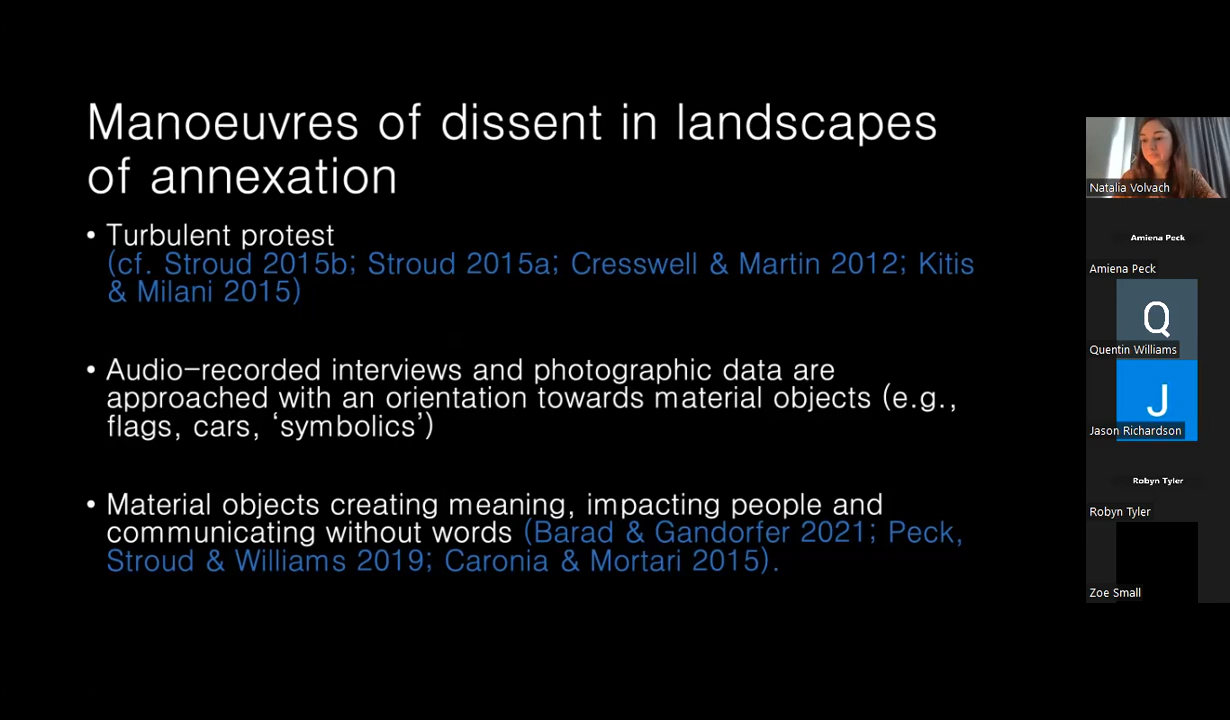 Manoeuvres of dissent in landscapes
of annexation
• Turbulent protest
(cf. Stroud 2015b; Stroud 2015a; Cresswell & Martin 2012; Kitis
& Milani 2015)
• Audio-recorded interviews and photographic data are
approached with an orientation towards material objects (e.g.,
flags, cars, ‘symbolics’)
• Material objects creating meaning, impacting people and
communicating without words (Barad & Gandorfer 2021; Peck,
Stroud & Williams 2019; Caronia & Mortari 2015).
Natalia Volvach
Amiena Peck
Amiena Peck
Q
Quentin Williams
J
Jason Richardson
Robyn Tyler
Robyn Tyler
Zoe Small